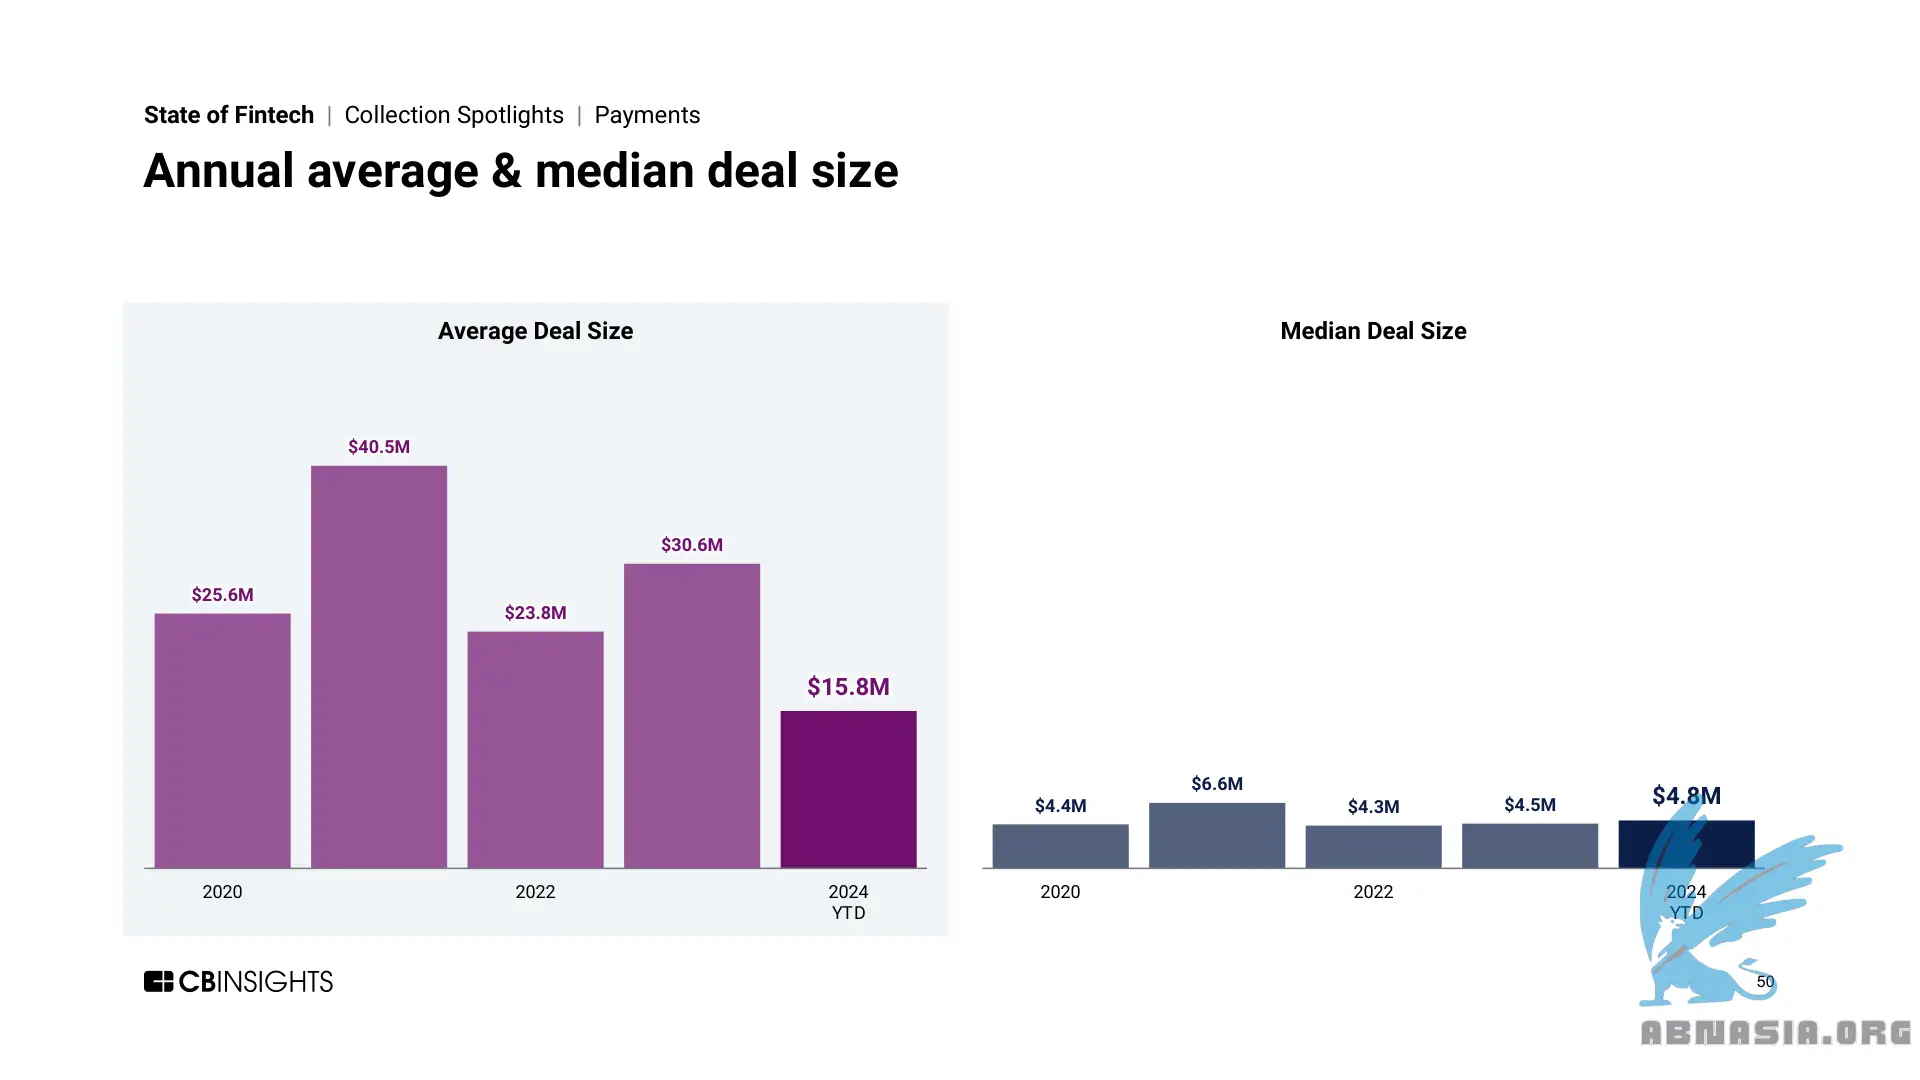 State of Fintech | Collection Spotlights | Payments
Annual average & median deal size
Average Deal Size
$25.6M
$40.5M
$23.8M
$30.6M
$15.8M
2020
2022
2024
YTD
Median Deal Size
$4.4M
$6.6M
$4.3M
$4.5M
$4.8M
2020
2022
2024
YTD
CBINSIGHTS
50
ABNASIA.ORG